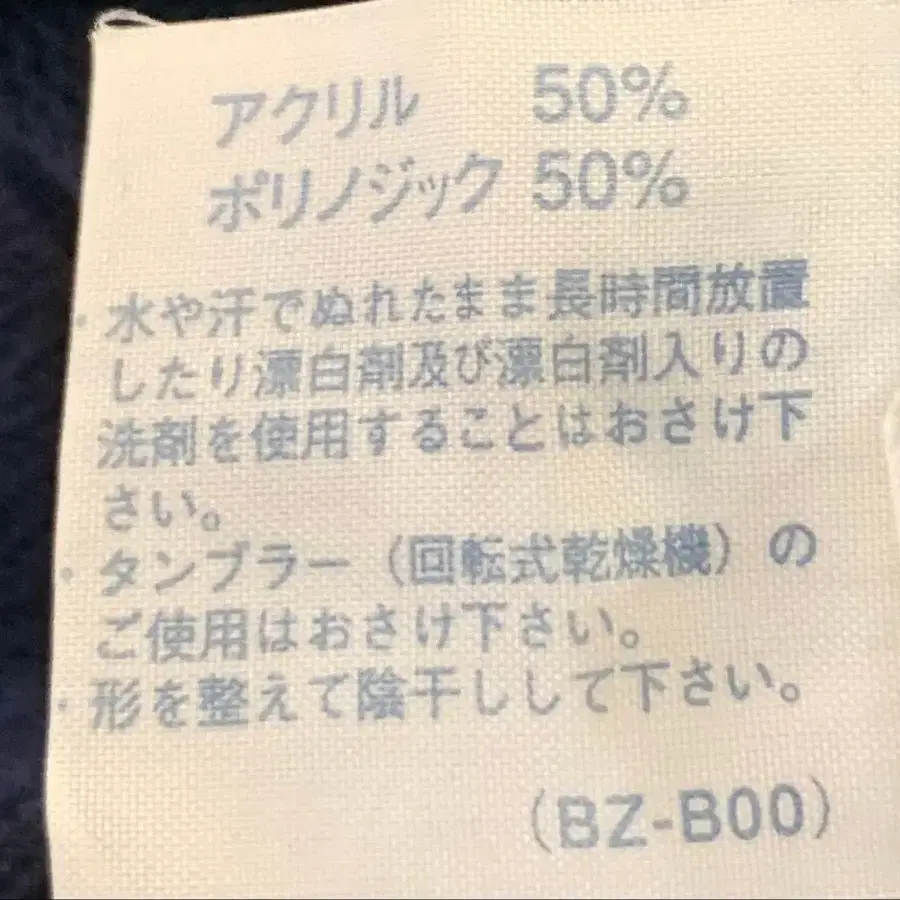 アクリル 50%
ポリノジック 50%
・水や汗でぬれたまま長時間放置
したり漂白剤及び漂白剤入りの
洗剤を使用することはおさけ下
さい。
・タンブラー（回転式乾燥機）の
ご使用はおさけ下さい。
・形を整えて陰干しして下さい。
（BZ-B00）